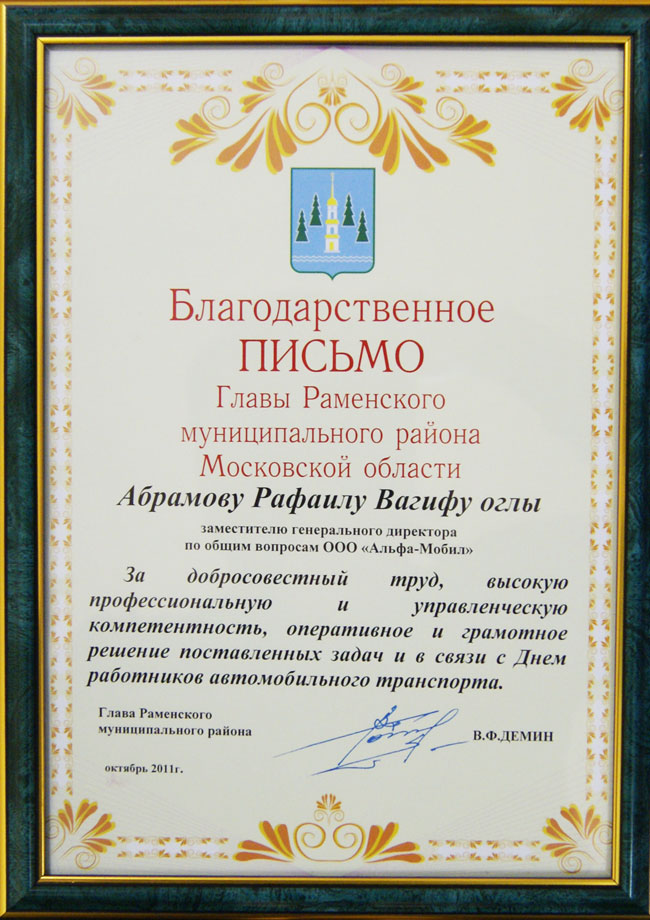 Благодарственное
ПИСЬМО
Главы Раменского
муниципального района
Московской области
Абрамову Рафаилу Вагифу оглы
заместителю генерального директора
по общим вопросам ООО «Альфа-Мобил»
За добросовестный труд, высокую
профессиональную и управленческую
компетентность, оперативное и грамотное
решение поставленных задач и в связи с Днем
работников автомобильного транспорта.
Глава Раменского
муниципального района
В.Ф.ДЕМИН
октябрь 2011г.